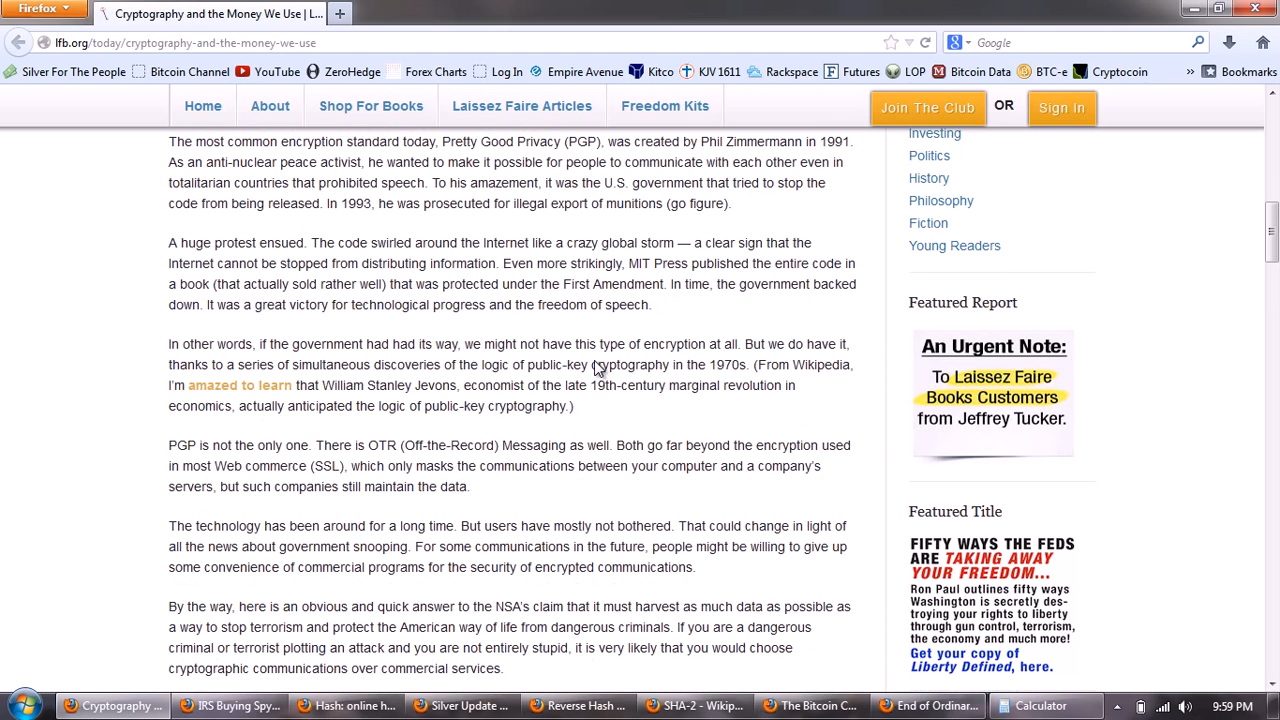 Firefox
Cryptography and the Money We Use | L...
lfb.org/today/cryptography-and-the-money-we-use
Google
Silver For The People
Bitcoin Channel
YouTube
ZeroHedge
Forex Charts
Log In
Empire Avenue
Kitco
KJV 1611
Rackspace
Futures
LOP
Bitcoin Data
BTC-e
Cryptocoin
»
Bookmarks
Home
About
Shop For Books
Laissez Faire Articles
Freedom Kits
Join The Club
OR
Sign In
The most common encryption standard today, Pretty Good Privacy (PGP), was created by Phil Zimmermann in 1991.
As an anti-nuclear peace activist, he wanted to make it possible for people to communicate with each other even in
totalitarian countries that prohibited speech. To his amazement, it was the U.S. government that tried to stop the
code from being released. In 1993, he was prosecuted for illegal export of munitions (go figure).
A huge protest ensued. The code swirled around the Internet like a crazy global storm — a clear sign that the
Internet cannot be stopped from distributing information. Even more strikingly, MIT Press published the entire code in
a book (that actually sold rather well) that was protected under the First Amendment. In time, the government backed
down. It was a great victory for technological progress and the freedom of speech.
In other words, if the government had had its way, we might not have this type of encryption at all. But we do have it,
thanks to a series of simultaneous discoveries of the logic of public-key cryptography in the 1970s. (From Wikipedia,
I'm amazed to learn that William Stanley Jevons, economist of the late 19th-century marginal revolution in
economics, actually anticipated the logic of public-key cryptography.)
PGP is not the only one. There is OTR (Off-the-Record) Messaging as well. Both go far beyond the encryption used
in most Web commerce (SSL), which only masks the communications between your computer and a company's
servers, but such companies still maintain the data.
The technology has been around for a long time. But users have mostly not bothered. That could change in light of
all the news about government snooping. For some communications in the future, people might be willing to give up
some convenience of commercial programs for the security of encrypted communications.
By the way, here is an obvious and quick answer to the NSA's claim that it must harvest as much data as possible as
a way to stop terrorism and protect the American way of life from dangerous criminals. If you are a dangerous
criminal or terrorist plotting an attack and you are not entirely stupid, it is very likely that you would choose
cryptographic communications over commercial services.
Investing
Politics
History
Philosophy
Fiction
Young Readers
Featured Report
An Urgent Note:
To Laissez Faire
Books Customers
from Jeffrey Tucker.
Featured Title
FIFTY WAYS THE FEDS
ARE TAKING AWAY
YOUR FREEDOM...
Ron Paul outlines fifty ways
Washington is secretly des-
troying your rights to liberty
through gun control, terrorism,
the economy and much more!
Get your copy of
Liberty Defined, here.
Cryptography ...
IRS Buying Spy...
Hash: online h...
Silver Update ...
Reverse Hash ...
SHA-2 - Wikip...
The Bitcoin C...
End of Ordinar...
Calculator
9:59 PM